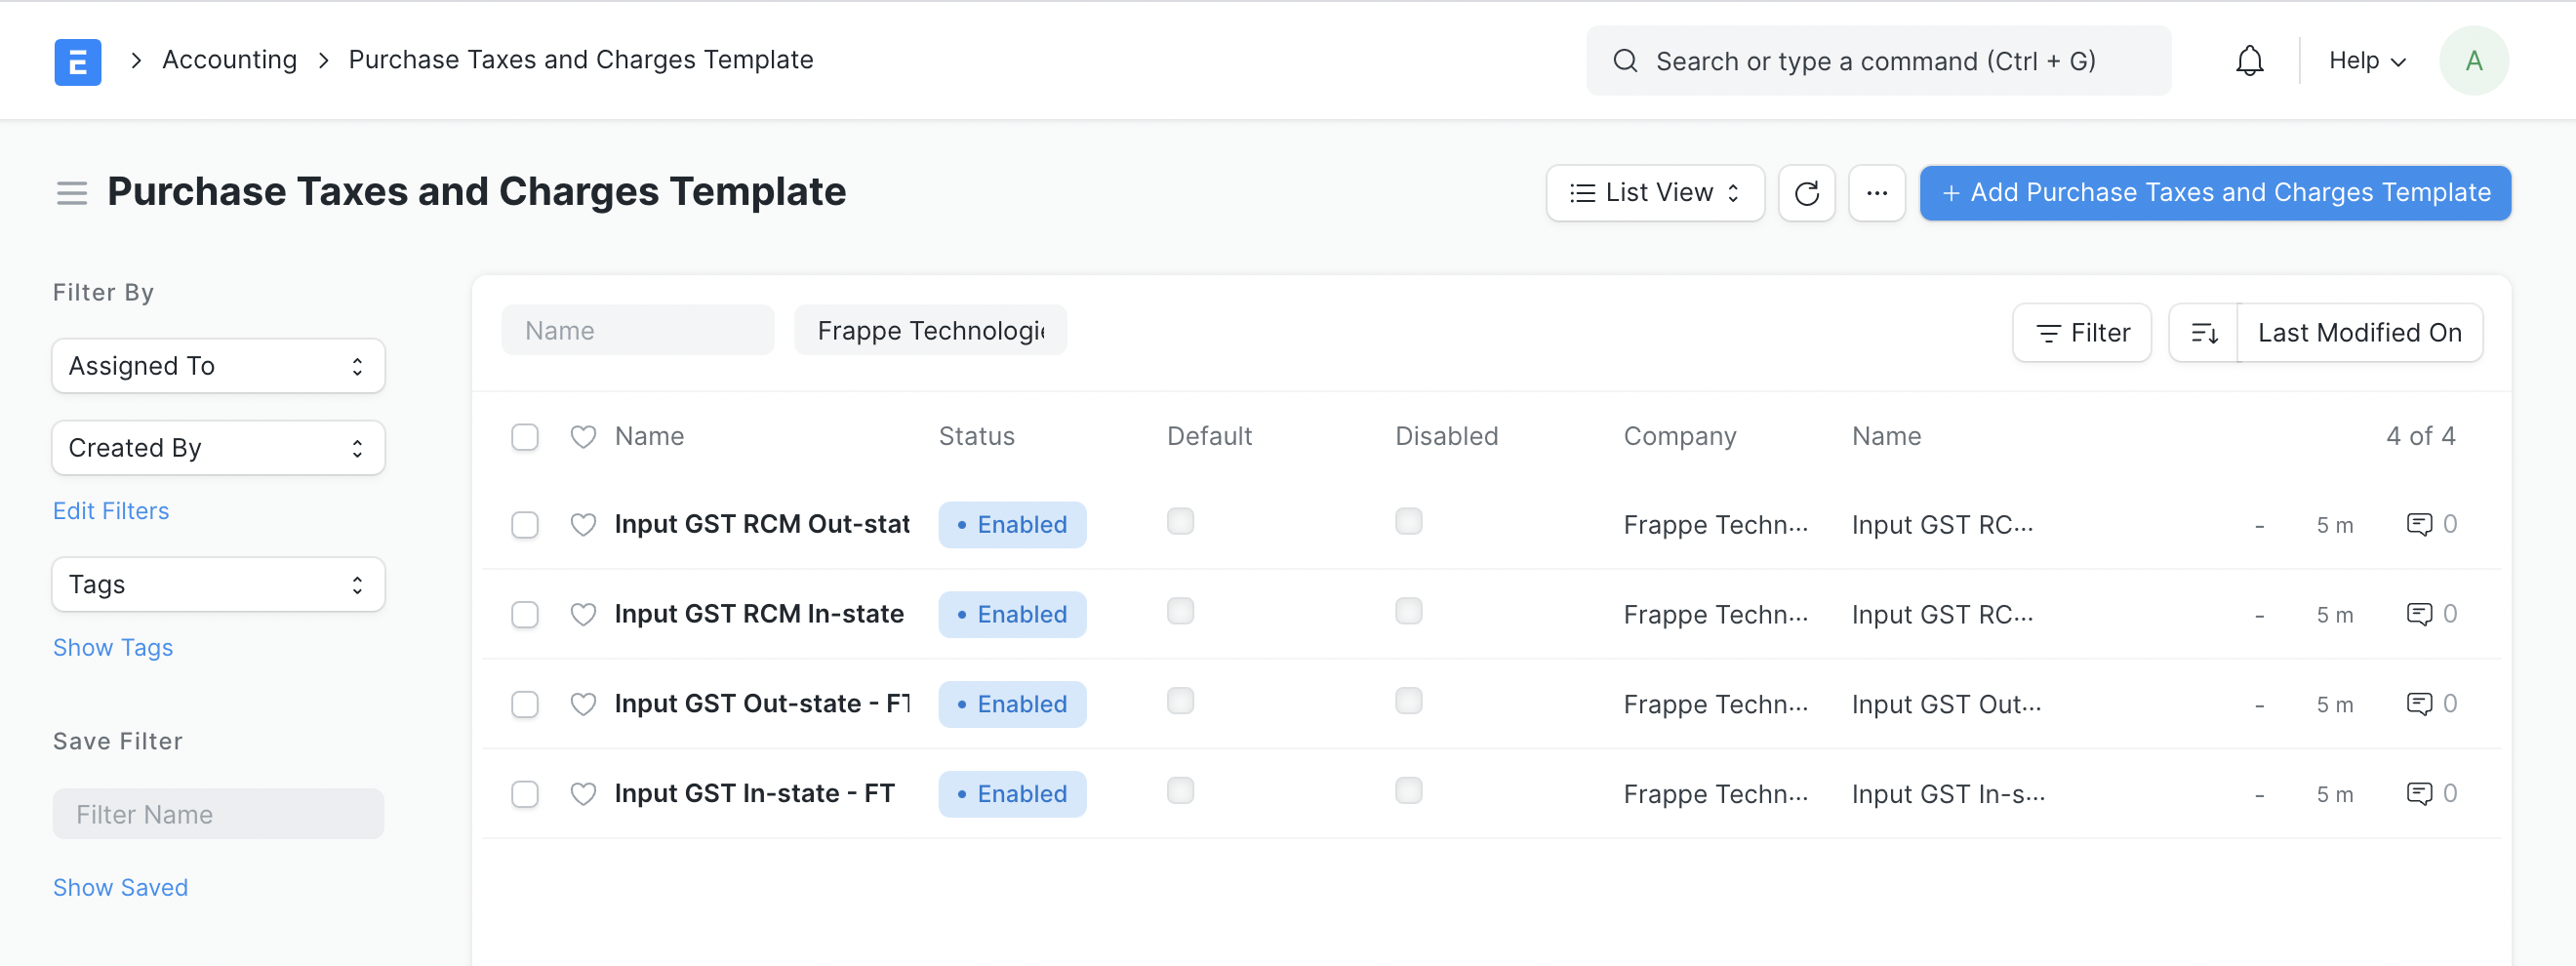 E Accounting Purchase Taxes and Charges Template Search or type a command (Ctrl + G) Help A
Purchase Taxes and Charges Template List View + Add Purchase Taxes and Charges Template
Filter By
Assigned To
Created By
Edit Filters
Tags
Show Tags
Save Filter
Filter Name
Show Saved
Name Frappe Technologie Filter Last Modified On
Name Status Default Disabled Company Name 4 of 4
Input GST RCM Out-stat Enabled Frappe Techn... Input GST RC... - 5 m 0
Input GST RCM In-state Enabled Frappe Techn... Input GST RC... - 5 m 0
Input GST Out-state - FT Enabled Frappe Techn... Input GST Out... - 5 m 0
Input GST In-state - FT Enabled Frappe Techn... Input GST In-s... - 5 m 0